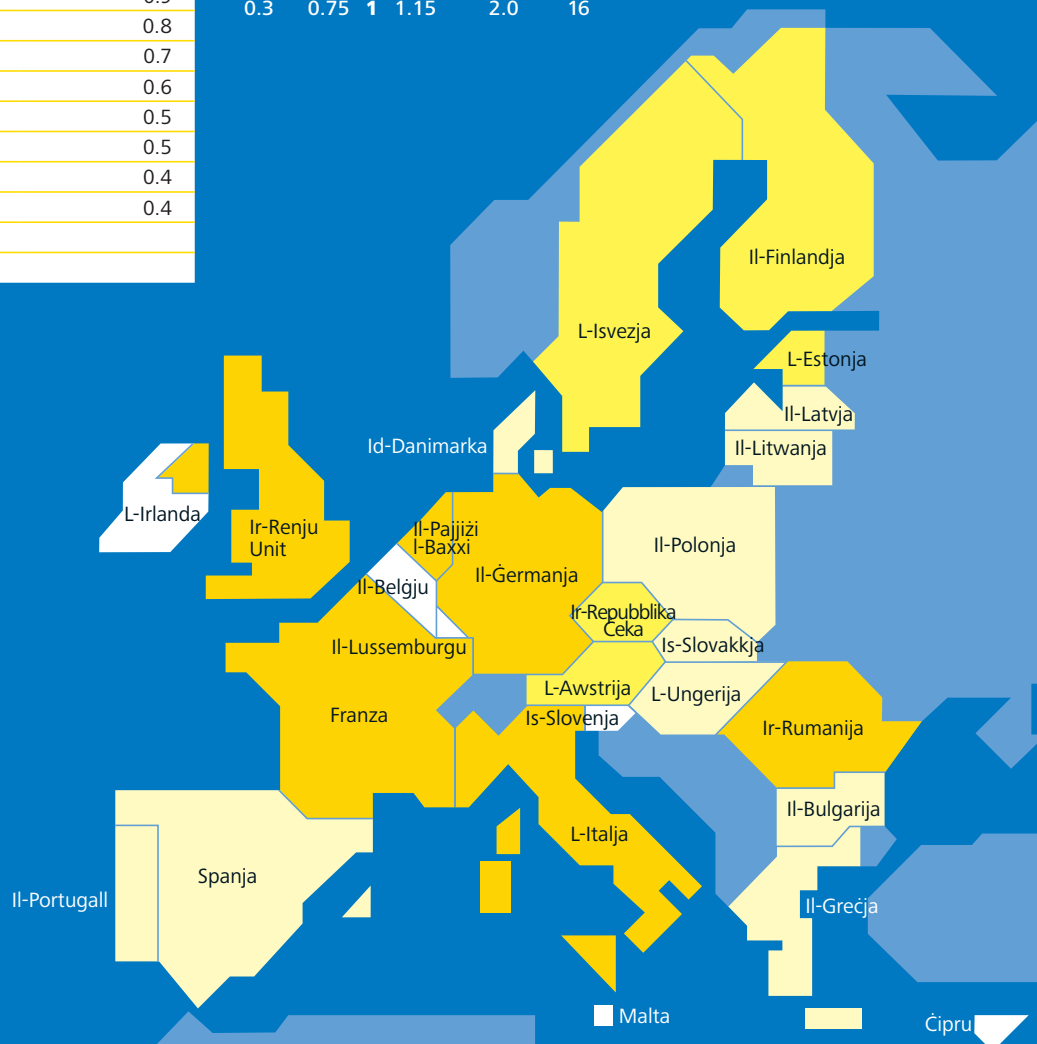 0.8
0.7
0.6
0.5
0.5
0.4
0.4
0.3 0.75 1 1.15 2.0 16
Il-Finlandja
L-Isvezja
L-Estonja
Il-Latvja
Il-Litwanja
Id-Danimarka
L-Irlanda
Ir-Renju
Unit
Il-Pajjiżi
l-Baxxi
Il-Ġermanja
Il-Polonja
Il-Belġju
Ir-Repubblika
Ċeka
Is-Slovakkja
Il-Lussemburgu
L-Awstrija
L-Ungerija
Franza
Is-Slovenja
Ir-Rumanija
Il-Bulgarija
L-Italja
Spanja
Il-Portugall
Il-Greċja
Malta
Ċipru